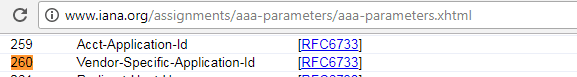 www.iana.org/assignments/aaa-parameters/aaa-parameters.xhtml
259 Acct-Application-Id [RFC6733]
260 Vendor-Specific-Application-Id [RFC6733]